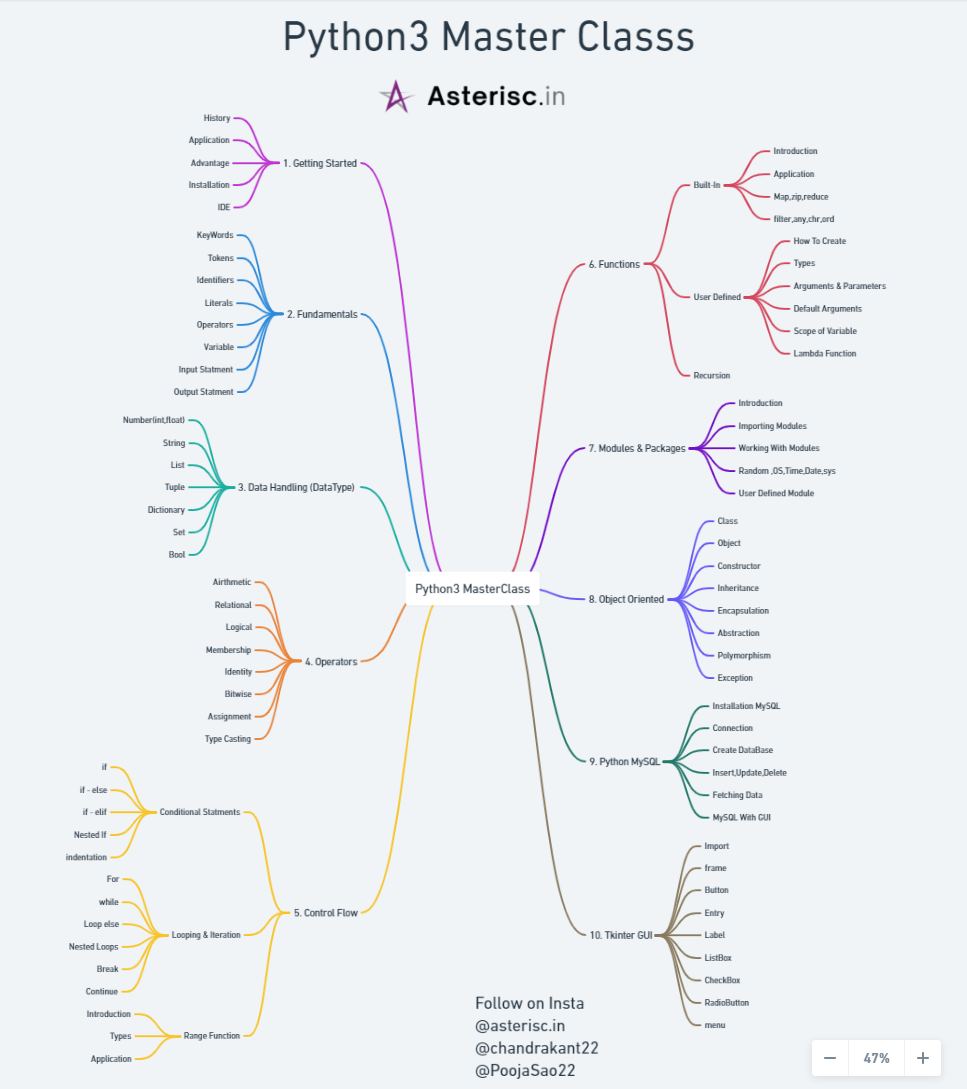 Python3 Master Classs
Asterisc.in
Python3 MasterClass
1. Getting Started
History
Application
Advantage
Installation
IDE
2. Fundamentals
KeyWords
Tokens
Identifiers
Literals
Operators
Variable
Input Statment
Output Statment
3. Data Handling (DataType)
Number(int,float)
String
List
Tuple
Dictionary
Set
Bool
4. Operators
Airthmetic
Relational
Logical
Membership
Identity
Bitwise
Assignment
Type Casting
5. Control Flow
Conditional Statments
if
if - else
if - elif
Nested If
indentation
Looping & Iteration
For
while
Loop else
Nested Loops
Break
Continue
Range Function
Introduction
Types
Application
6. Functions
Built-In
Introduction
Application
Map,zip,reduce
filter,any,chr,ord
User Defined
How To Create
Types
Arguments & Parameters
Default Arguments
Scope of Variable
Lambda Function
Recursion
7. Modules & Packages
Introduction
Importing Modules
Working With Modules
Random ,OS,Time,Date,sys
User Defined Module
8. Object Oriented
Class
Object
Constructor
Inheritance
Encapsulation
Abstraction
Polymorphism
Exception
9. Python MySQL
Installation MySQL
Connection
Create DataBase
Insert,Update,Delete
Fetching Data
MySQL With GUI
10. Tkinter GUI
Import
frame
Button
Entry
Label
ListBox
CheckBox
RadioButton
menu
Follow on Insta
@asterisc.in
@chandrakant22
@PoojaSao22
— 47% +